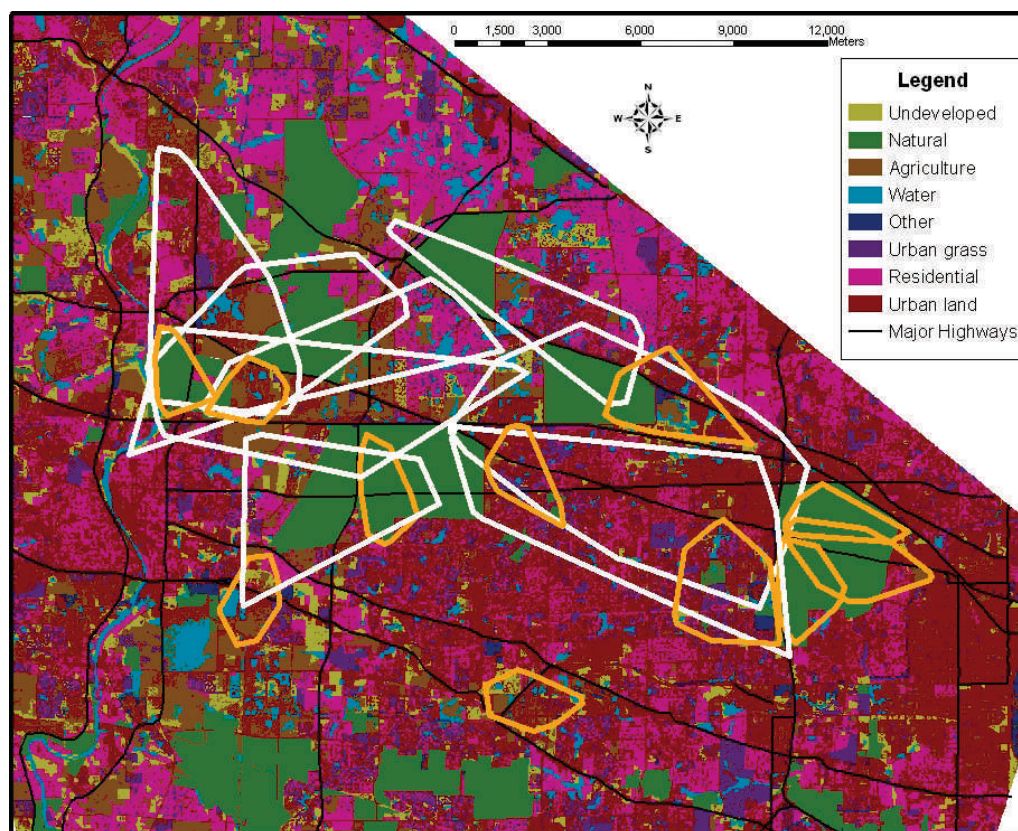 0 1,500 3,000 6,000 9,000 12,000
Meters
N
W E
S
Legend
Undeveloped
Natural
Agriculture
Water
Other
Urban grass
Residential
Urban land
Major Highways